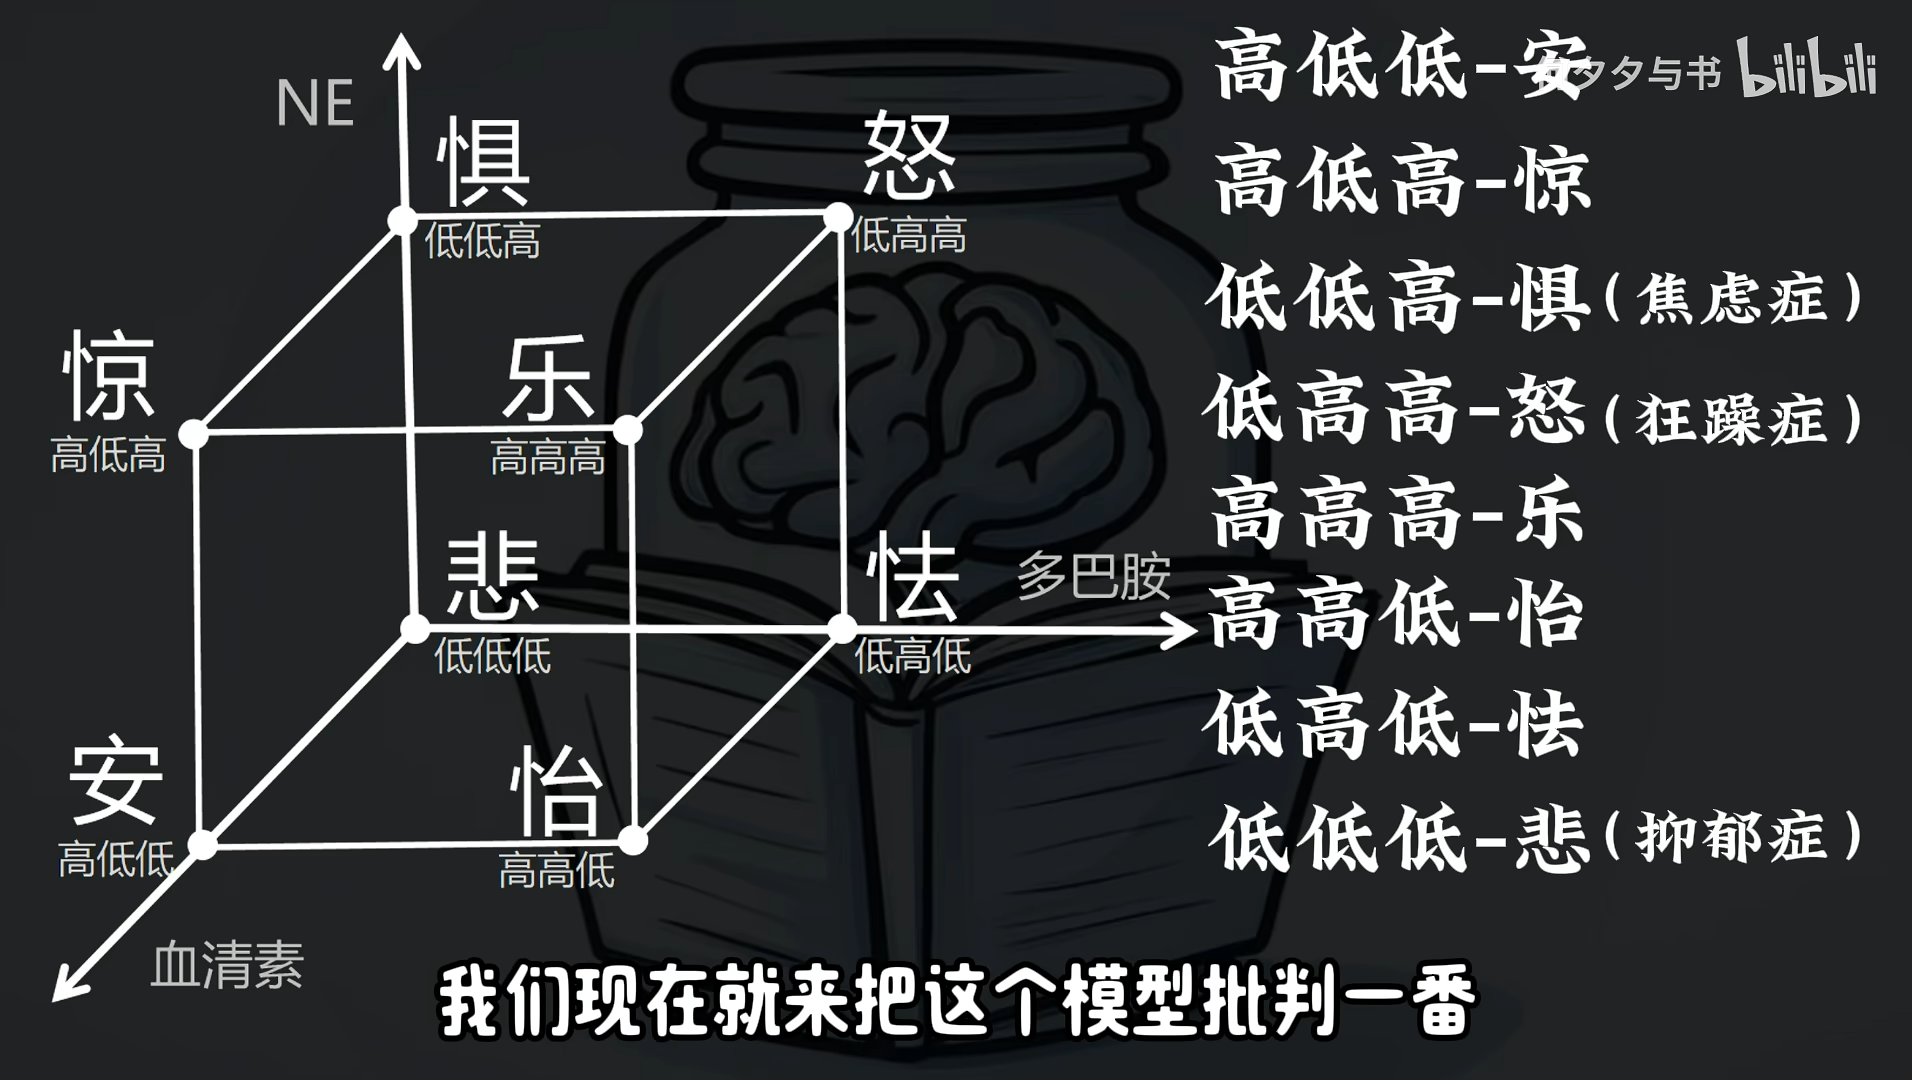 NE
惧
低低高
怒
低高高
惊
高低高
乐
高高高
悲
低低低
怯
低高低
多巴胺
安
高低低
怡
高高低
血清素
高低低-安
夕夕与书 bilibili
高低高-惊
低低高-惧(焦虑症)
低高高-怒(狂躁症)
高高高-乐
高高低-怡
低高低-怯
低低低-悲(抑郁症)
我们现在就来把这个模型批判一番